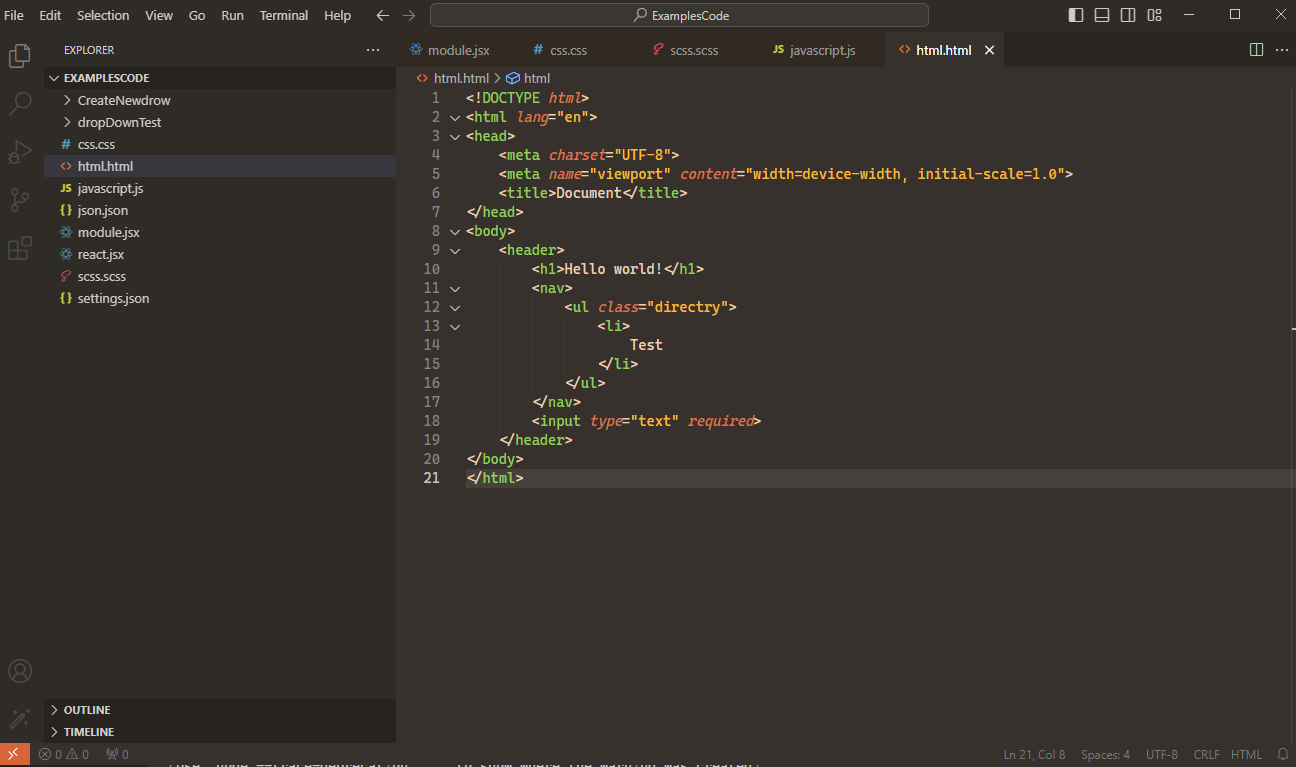 File Edit Selection View Go Run Terminal Help ExamplesCode
EXPLORER
EXAMPLESCODE
CreateNewdrow
dropDownTest
css.css
html.html
javascript.js
json.json
module.jsx
react.jsx
scss.scss
settings.json
OUTLINE
TIMELINE
module.jsx css.css scss.scss javascript.js html.html
html.html > html
1 <!DOCTYPE html>
2 <html lang="en">
3 <head>
4 <meta charset="UTF-8">
5 <meta name="viewport" content="width=device-width, initial-scale=1.0">
6 <title>Document</title>
7 </head>
8 <body>
9 <header>
10 <h1>Hello world!</h1>
11 <nav>
12 <ul class="directry">
13 <li>
14 Test
15 </li>
16 </ul>
17 </nav>
18 <input type="text" required>
19 </header>
20 </body>
21 </html>
0 0 0 Ln 21, Col 8 Spaces: 4 UTF-8 CRLF HTML